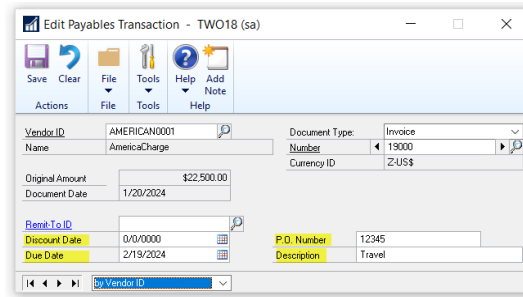 Edit Payables Transaction - TWO18 (sa)
Save Clear File Tools Help Add Note
Actions File Tools Help
Vendor ID AMERICAN0001 Document Type: Invoice
Name AmericaCharge Number 19000
Currency ID Z-US$
Original Amount $22,500.00
Document Date 1/20/2024
Remit-To ID
Discount Date 0/0/0000 P.O. Number 12345
Due Date 2/19/2024 Description Travel
by Vendor ID